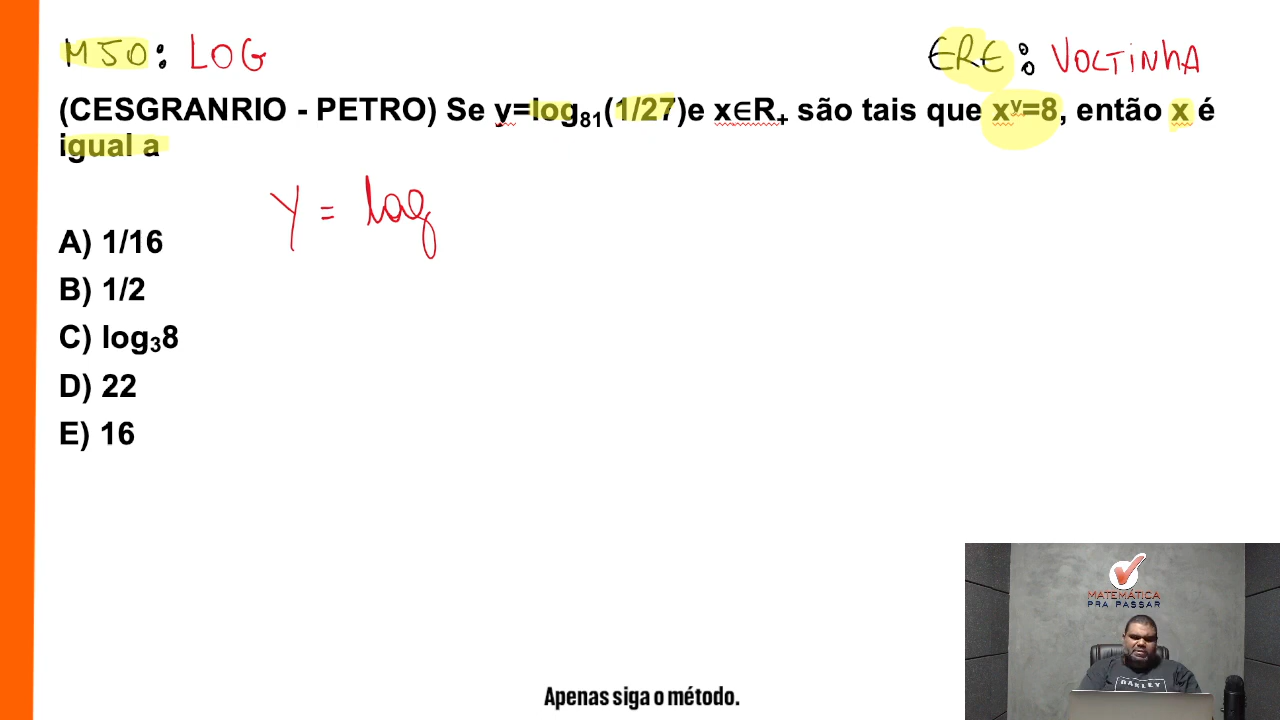 M50: LOG
ERE: VOLTINHA
(CESGRANRIO - PETRO) Se y=log₈₁(1/27)e x∈R₊ são tais que xʸ=8, então x é
igual a
Y = log
A) 1/16
B) 1/2
C) log₃8
D) 22
E) 16
MATEMÁTICA
PRA PASSAR
OAKLEY
Apenas siga o método.